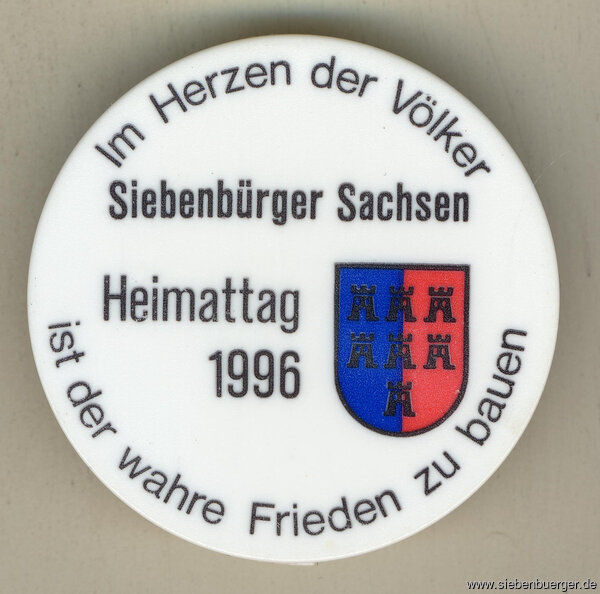 Im Herzen der Völker
Siebenbürger Sachsen
Heimattag
1996
ist der wahre Frieden zu bauen
www.siebenbuerger.de